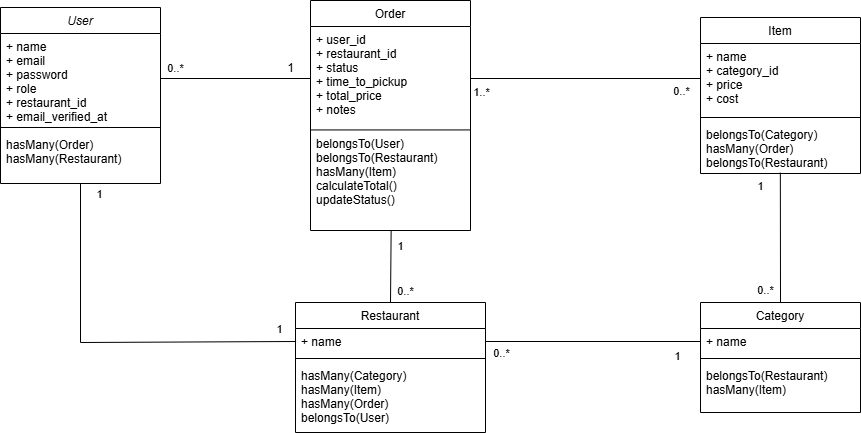 User
+ name
+ email
+ password
+ role
+ restaurant_id
+ email_verified_at
hasMany(Order)
hasMany(Restaurant)
0..*
1
Order
+ user_id
+ restaurant_id
+ status
+ time_to_pickup
+ total_price
+ notes
belongsTo(User)
belongsTo(Restaurant)
hasMany(Item)
calculateTotal()
updateStatus()
1..*
0..*
Item
+ name
+ category_id
+ price
+ cost
belongsTo(Category)
hasMany(Order)
belongsTo(Restaurant)
1
1
1
0..*
1
0..*
Restaurant
+ name
hasMany(Category)
hasMany(Item)
hasMany(Order)
belongsTo(User)
0..*
1
Category
+ name
belongsTo(Restaurant)
hasMany(Item)